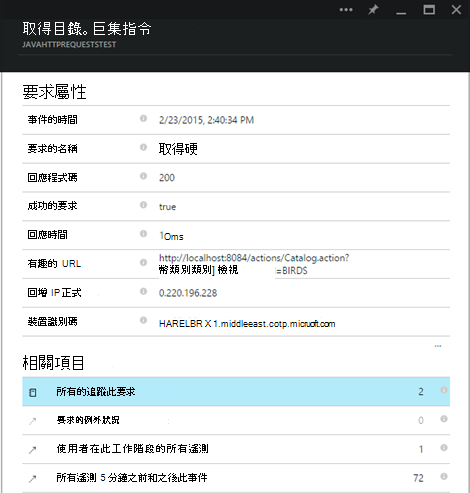 取得目錄。巨集指令
JAVAHTTPREQUESTSTEST
要求屬性
事件的時間 2/23/2015, 2:40:34 PM
要求的名稱 取得硬
回應程式碼 200
成功的要求 true
回應時間 10ms
有趣的 URL http://localhost:8084/actions/Catalog.action?
幣類別類別] 檢視 =BIRDS
回增 IP 正式 0.220.196.228
裝置識別碼 HARELBR X 1.middleeast.cotp.micruoft.com
...
相關項目
所有的追蹤此要求 2
要求的例外狀況 0
使用者在此工作階段的所有遙測 1
所有遙測 5 分鐘之前和之後此事件 72